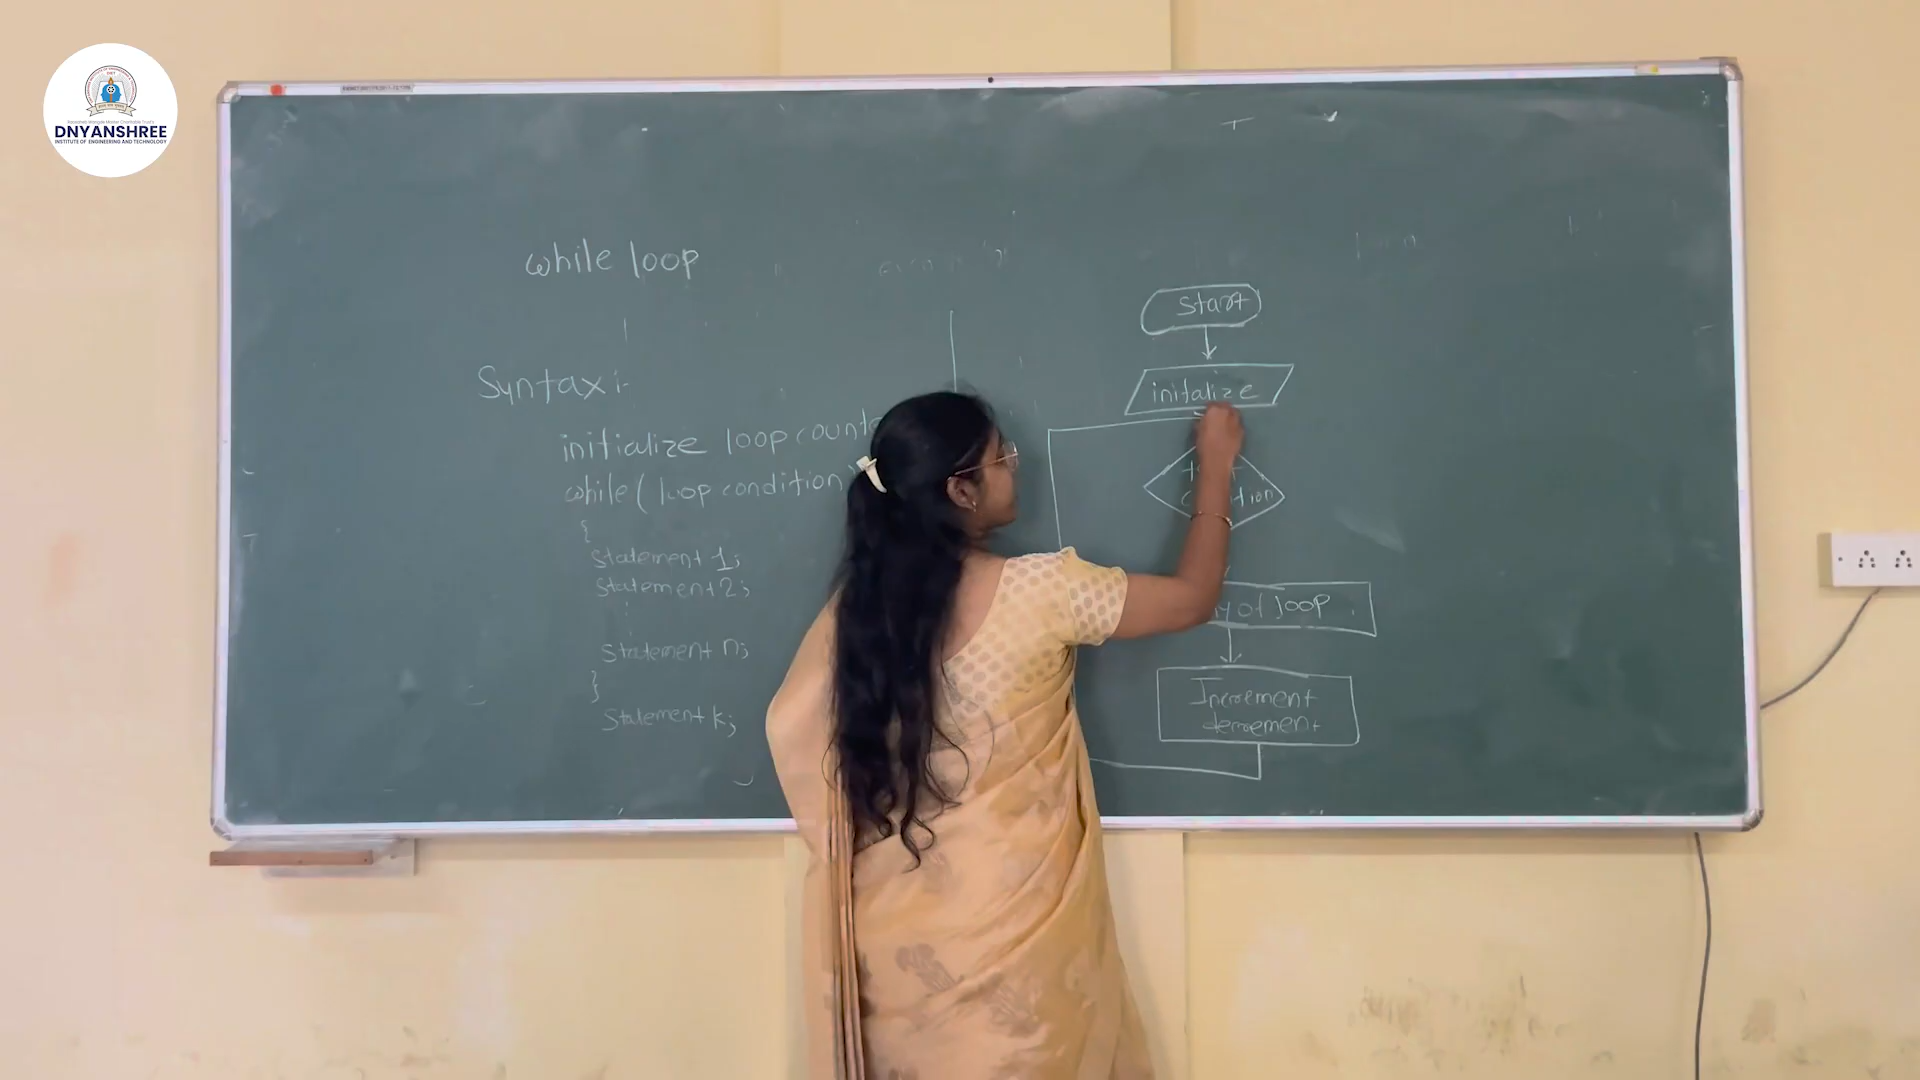 DNYANSHREE
INSTITUTE OF ENGINEERING AND TECHNOLOGY
while loop
Syntax :-
initialize loop counte
while ( loop condition )
{
statement 1;
statement 2;
:
statement n;
}
statement k;
start
initalize
y of loop
Increment
decrement